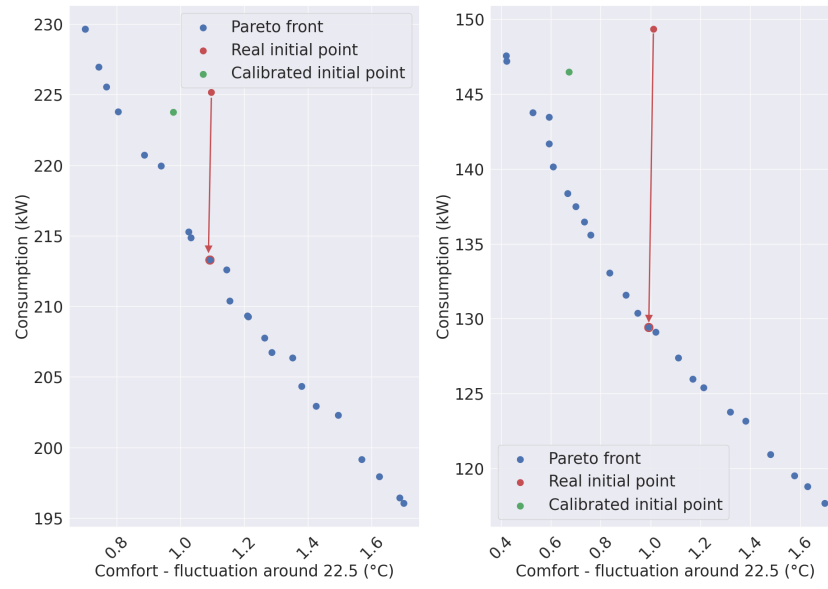 230
225
220
215
210
205
200
195
Consumption (kW)
Pareto front
Real initial point
Calibrated initial point
0.8
1.0
1.2
1.4
1.6
Comfort - fluctuation around 22.5 (°C)
150
145
140
135
130
125
120
Consumption (kW)
Pareto front
Real initial point
Calibrated initial point
0.4
0.6
0.8
1.0
1.2
1.4
1.6
Comfort - fluctuation around 22.5 (°C)